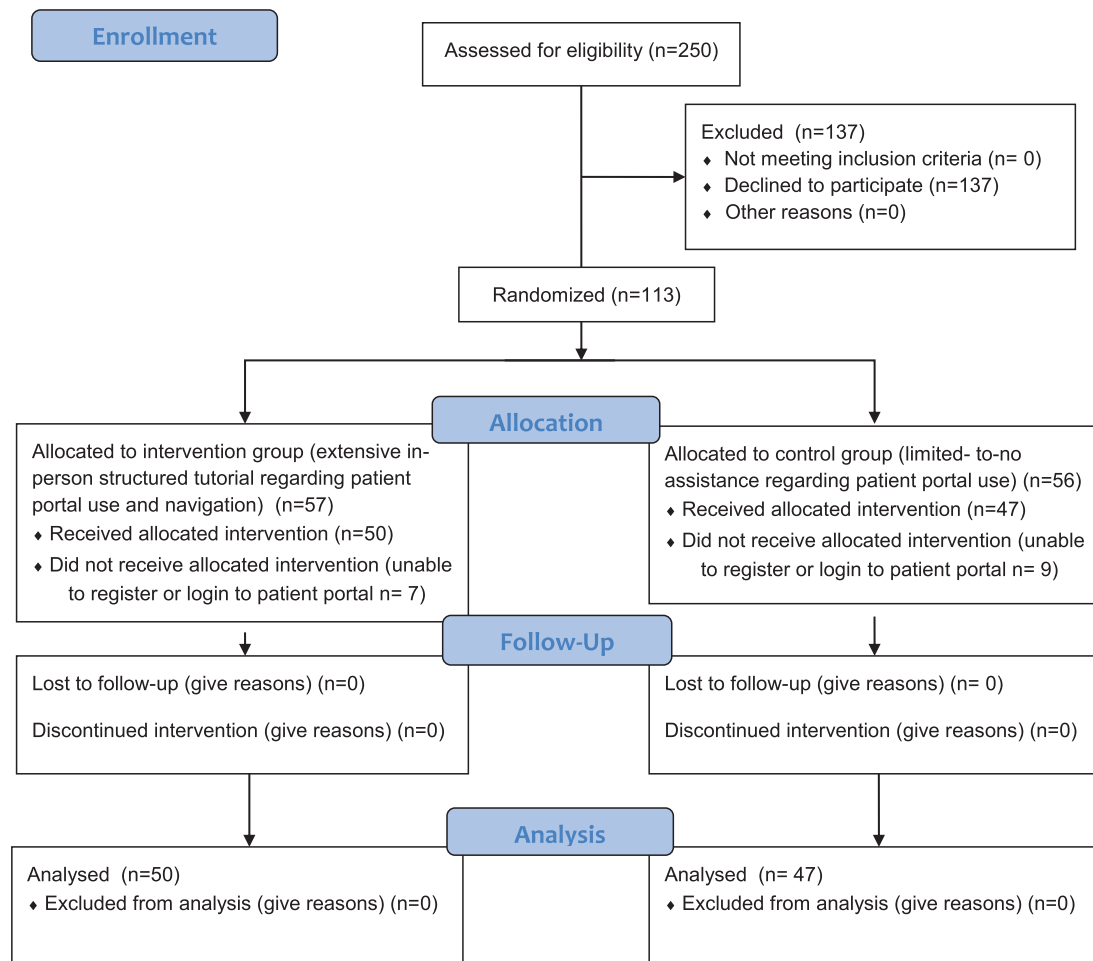 Enrollment
Assessed for eligibility (n=250)
Excluded (n=137)
♦ Not meeting inclusion criteria (n= 0)
♦ Declined to participate (n=137)
♦ Other reasons (n=0)
Randomized (n=113)
Allocation
Allocated to intervention group (extensive in-
person structured tutorial regarding patient
portal use and navigation) (n=57)
♦ Received allocated intervention (n=50)
♦ Did not receive allocated intervention (unable
to register or login to patient portal n= 7)
Allocated to control group (limited- to-no
assistance regarding patient portal use) (n=56)
♦ Received allocated intervention (n=47)
♦ Did not receive allocated intervention (unable
to register or login to patient portal n= 9)
Follow-Up
Lost to follow-up (give reasons) (n=0)
Discontinued intervention (give reasons) (n=0)
Lost to follow-up (give reasons) (n= 0)
Discontinued intervention (give reasons) (n=0)
Analysis
Analysed (n=50)
♦ Excluded from analysis (give reasons) (n=0)
Analysed (n= 47)
♦ Excluded from analysis (give reasons) (n=0)